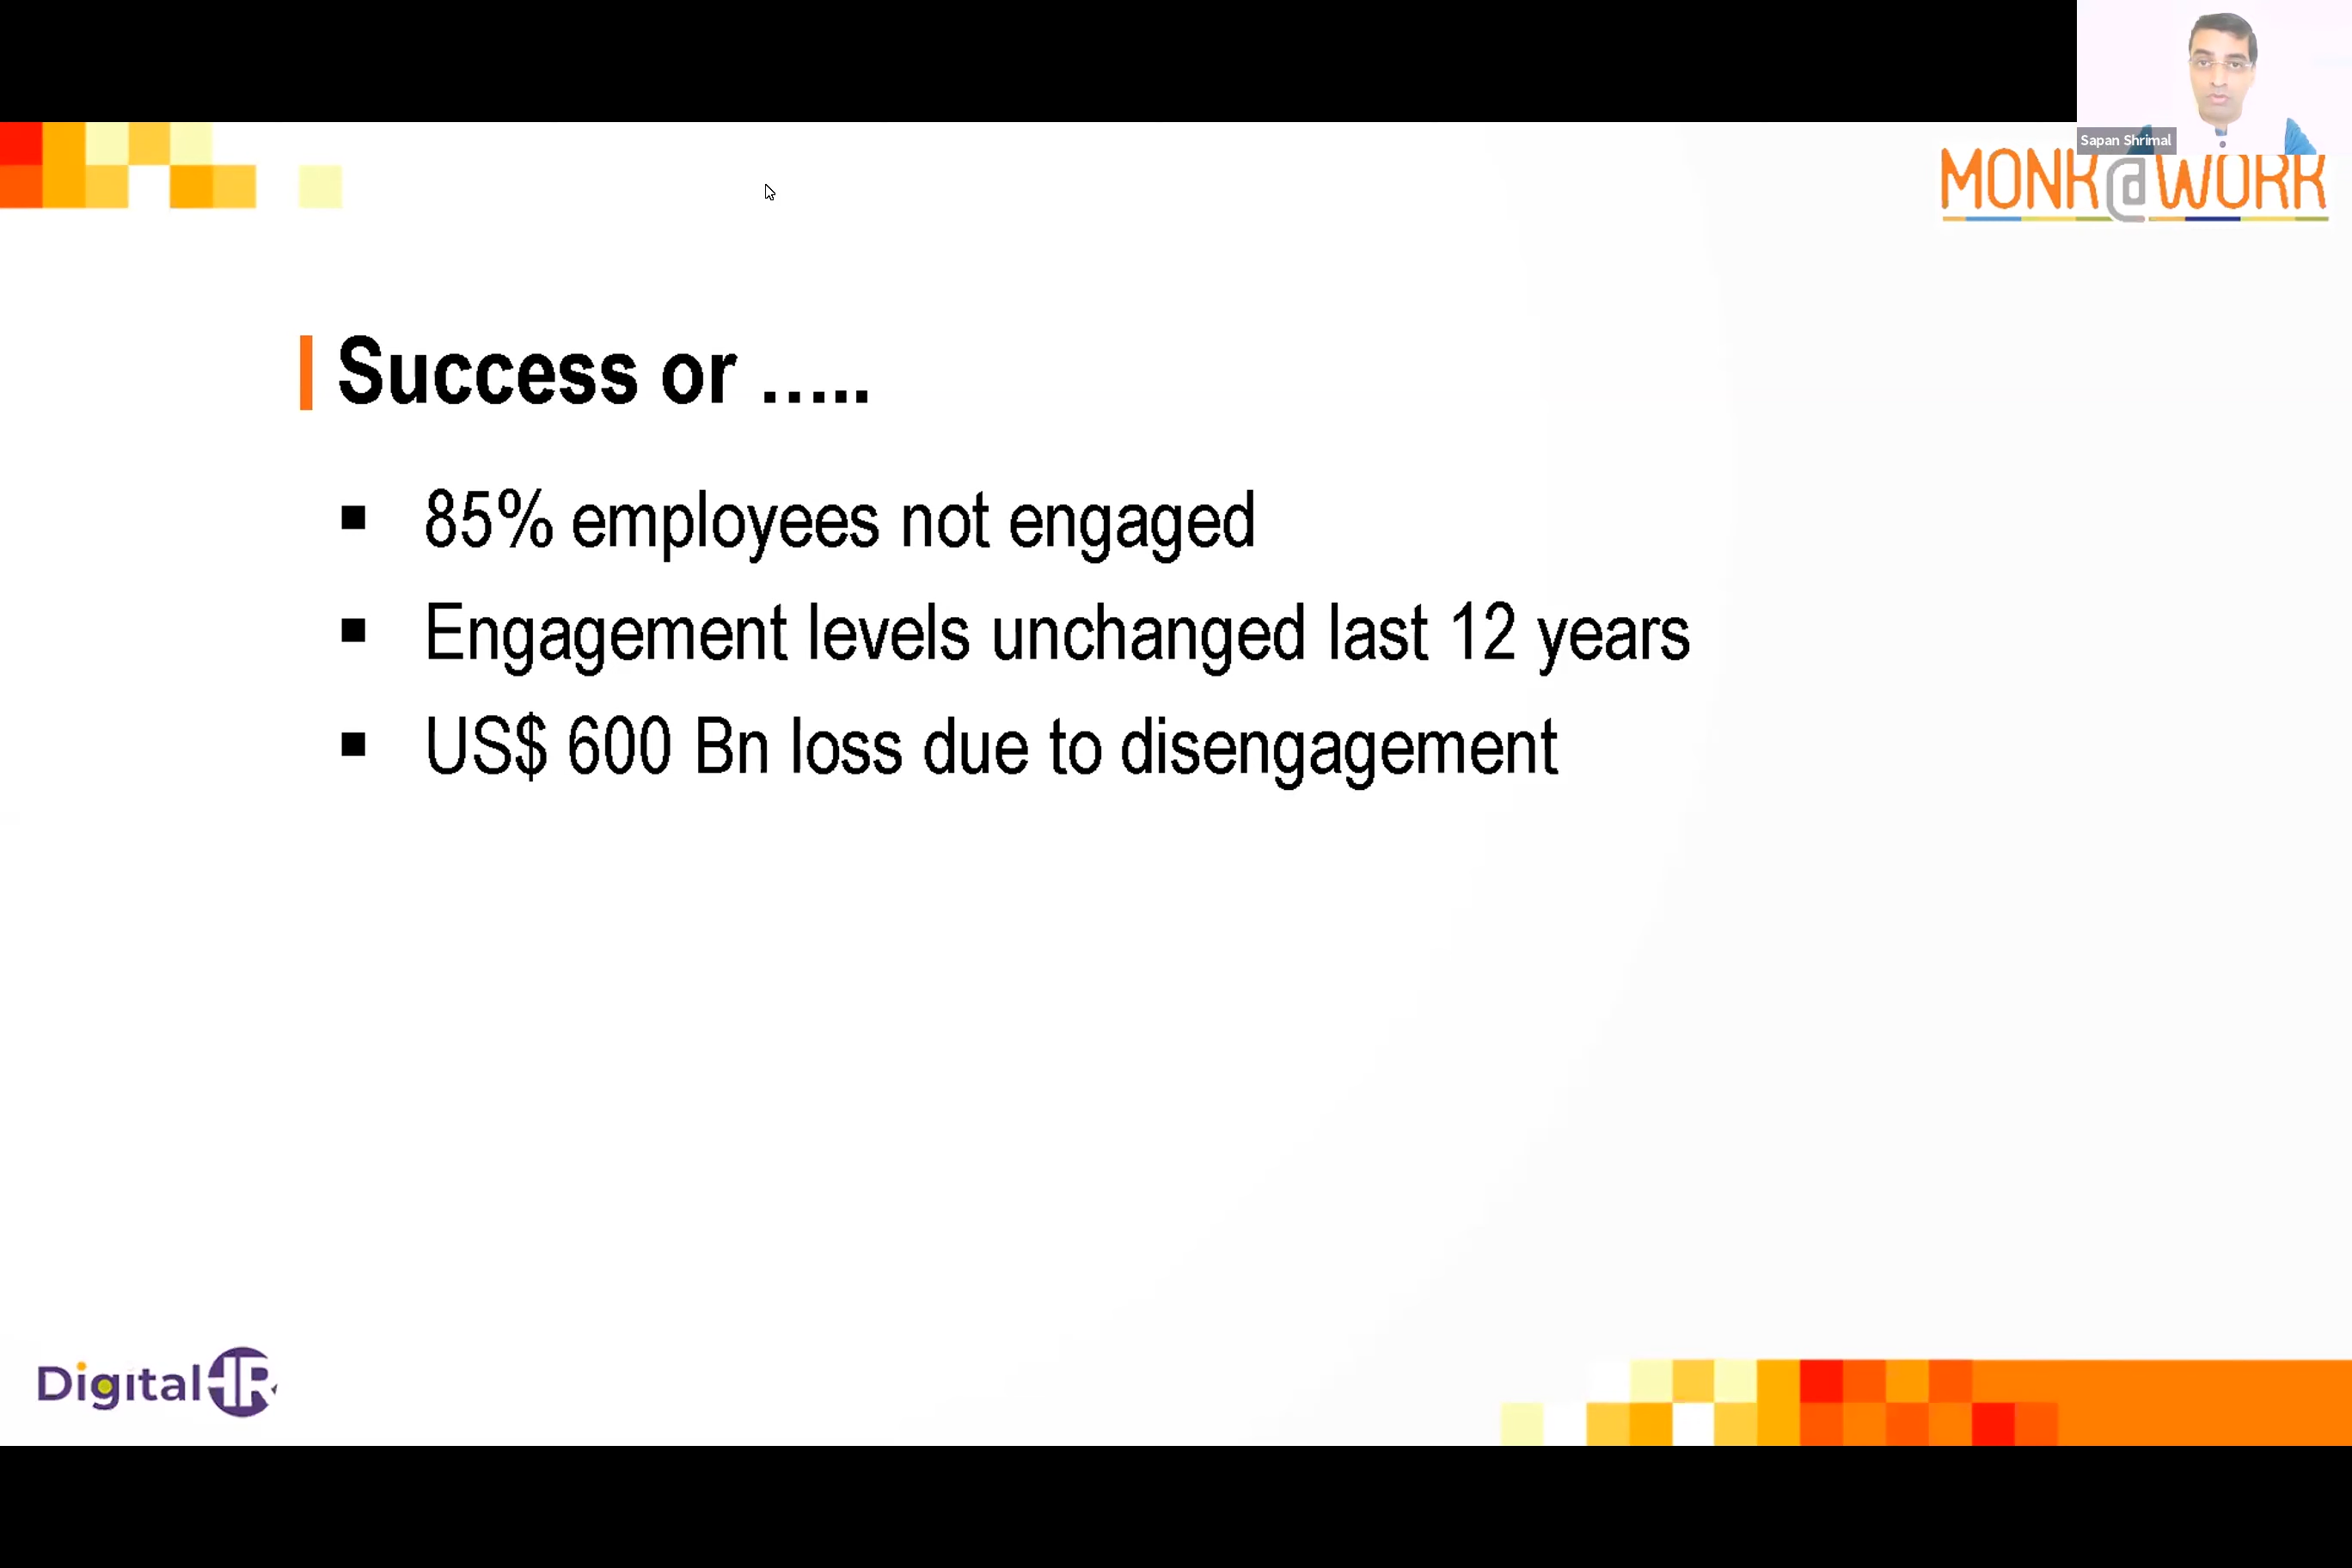 Sapan Shrimal
MONK@WORK
Success or .....
▪ 85% employees not engaged
▪ Engagement levels unchanged last 12 years
▪ US$ 600 Bn loss due to disengagement
DigitalHR